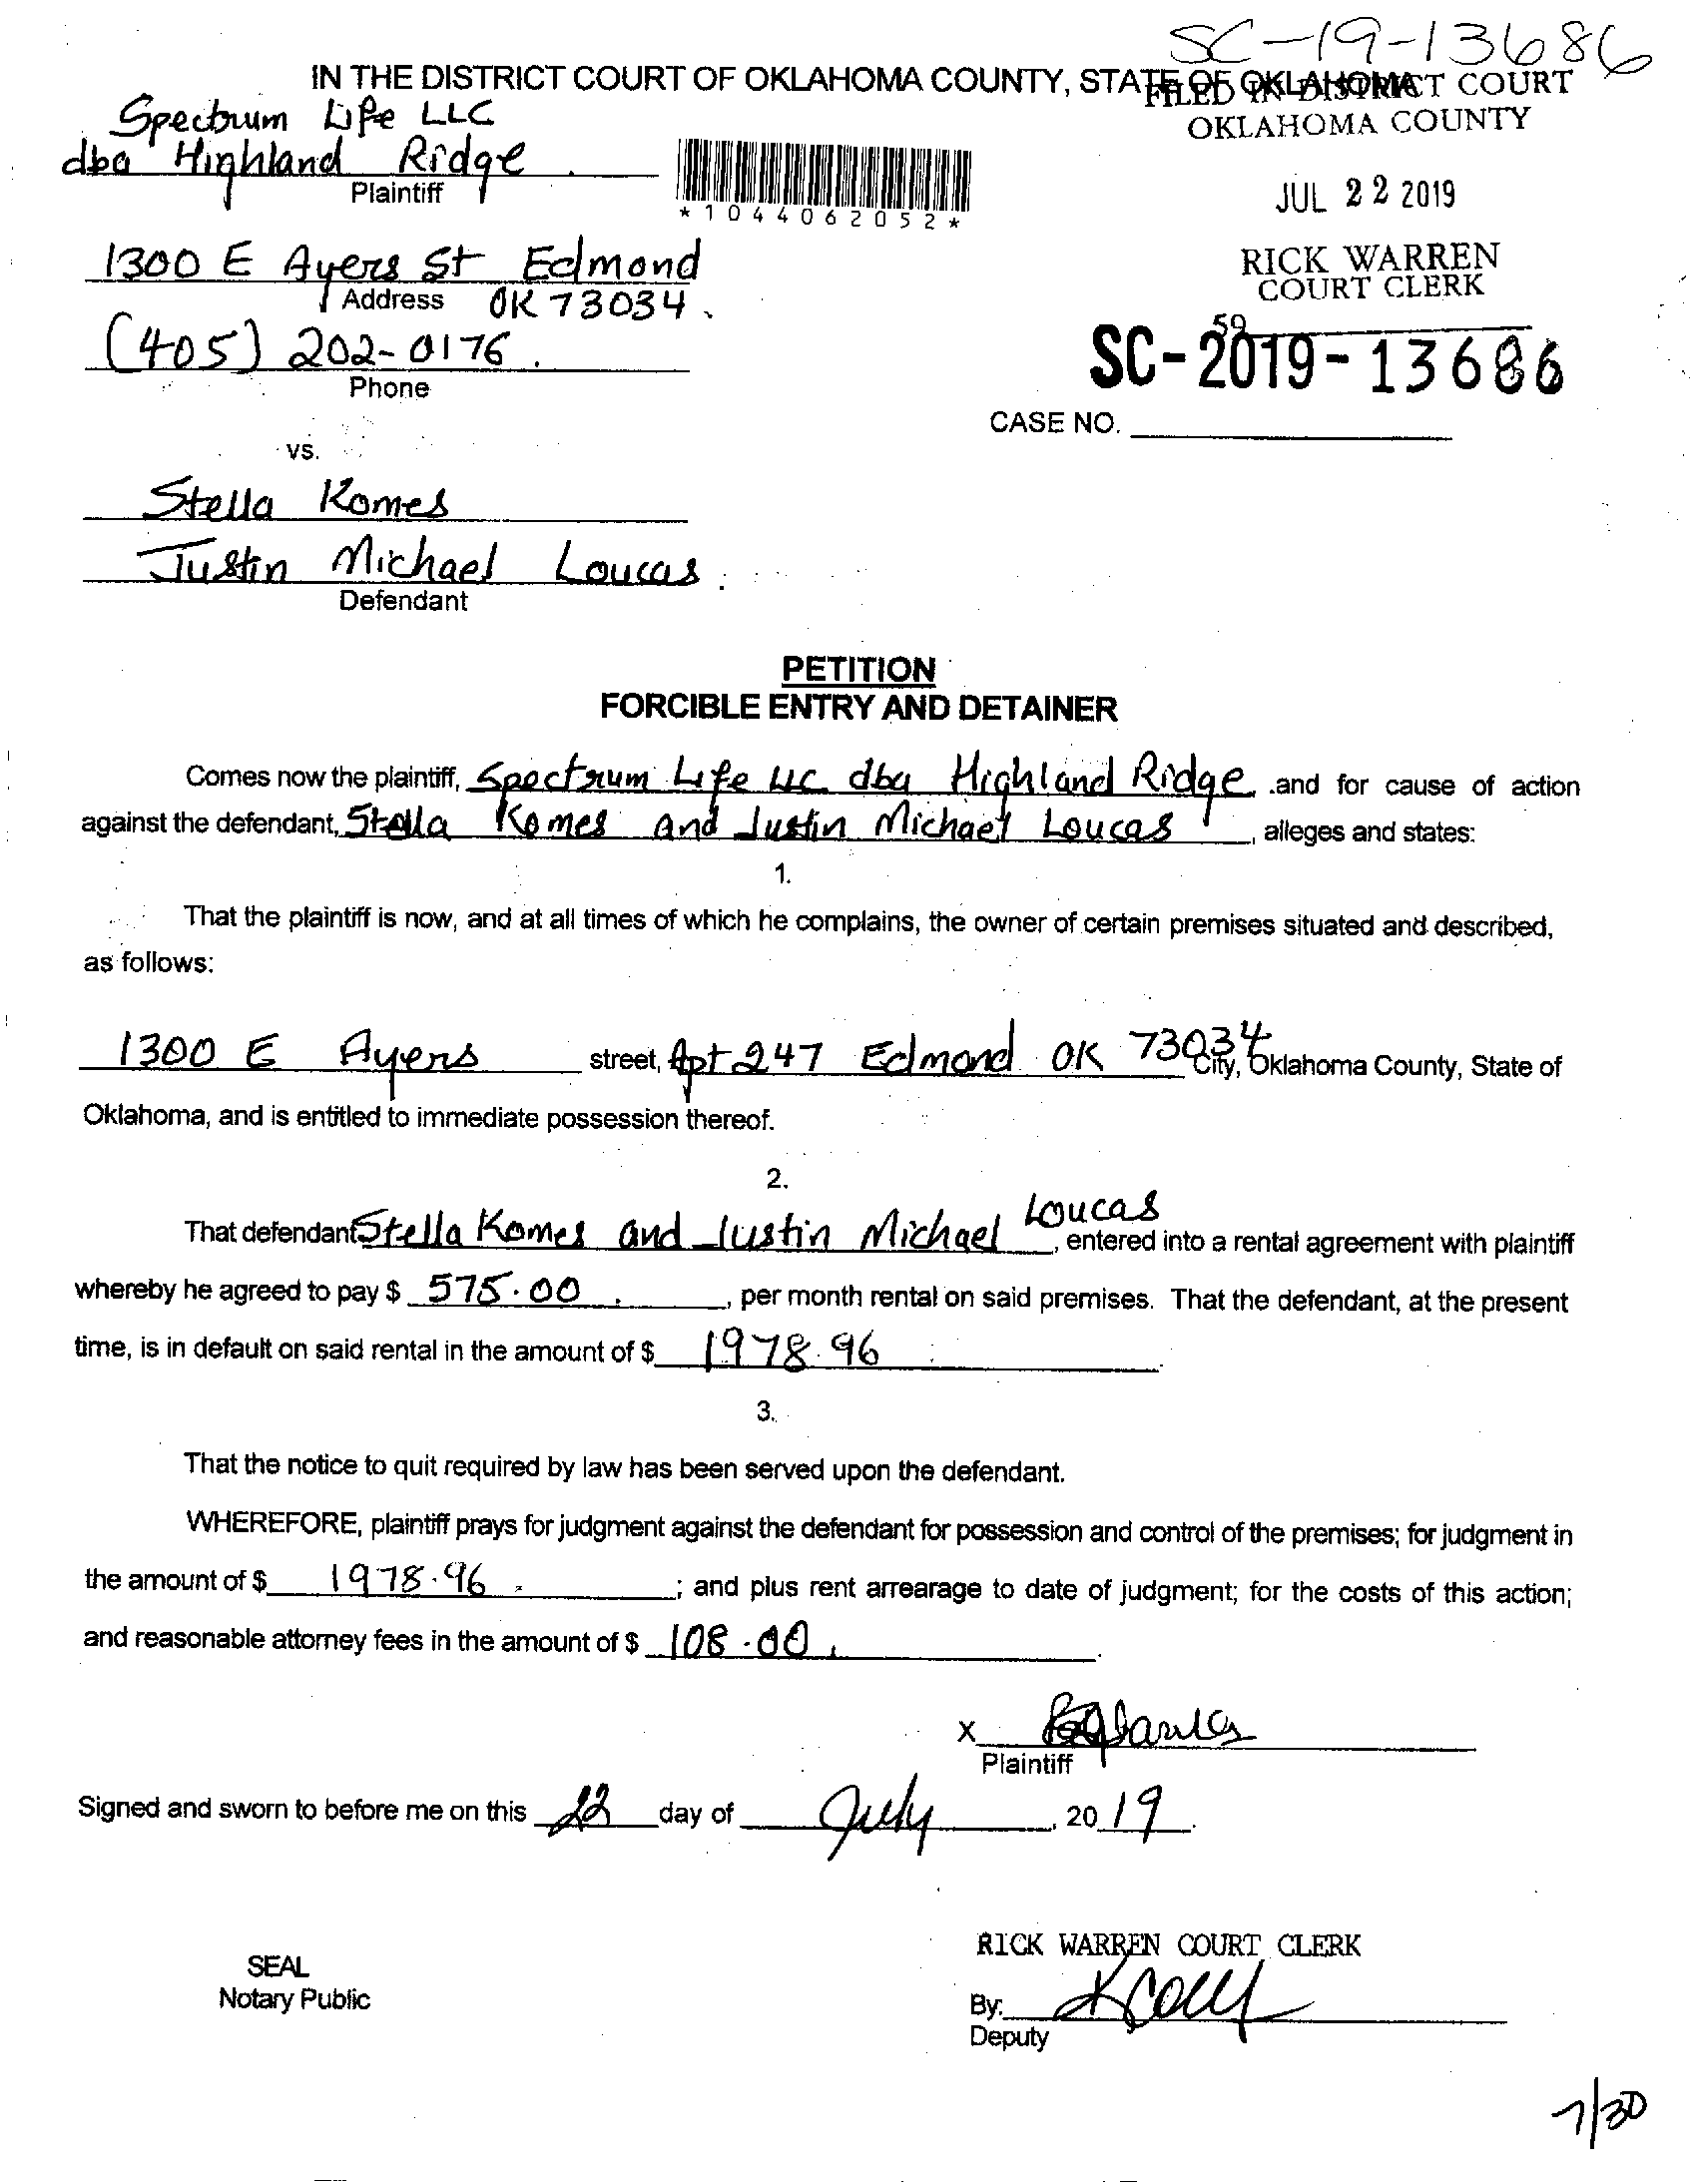 SC-19-13686
IN THE DISTRICT COURT OF OKLAHOMA COUNTY, STATE OF OKLAHOMA
FILED IN DISTRICT COURT
OKLAHOMA COUNTY
Spectrum Life LLC
dba Highland Ridge
Plaintiff
*1044062052*
JUL 22 2019
1300 E Ayers St Edmond
Address OK 73034.
RICK WARREN
COURT CLERK
59
(405) 202-0176.
Phone
SC-2019-13686
CASE NO.
vs.
Stella Komes
Justin Michael Loucas.
Defendant
PETITION
FORCIBLE ENTRY AND DETAINER
Comes now the plaintiff, Spectrum Life LLC dba Highland Ridge, and for cause of action
against the defendant, Stella Komes and Justin Michael Loucas, alleges and states:
1.
That the plaintiff is now, and at all times of which he complains, the owner of certain premises situated and described,
as follows:
1300 E Ayers street, Apt 247 Edmond OK 73034 City, Oklahoma County, State of
Oklahoma, and is entitled to immediate possession thereof.
2.
That defendant Stella Komes and Justin Michael Loucas, entered into a rental agreement with plaintiff
whereby he agreed to pay $ 575.00, per month rental on said premises. That the defendant, at the present
time, is in default on said rental in the amount of $ 1978.96.
3.
That the notice to quit required by law has been served upon the defendant.
WHEREFORE, plaintiff prays for judgment against the defendant for possession and control of the premises; for judgment in
the amount of $ 1978.96; and plus rent arrearage to date of judgment; for the costs of this action;
and reasonable attorney fees in the amount of $ 108.00.
X
Plaintiff
Signed and sworn to before me on this 22 day of July, 2019.
SEAL
Notary Public
RICK WARREN COURT CLERK
By:
Deputy
7/30